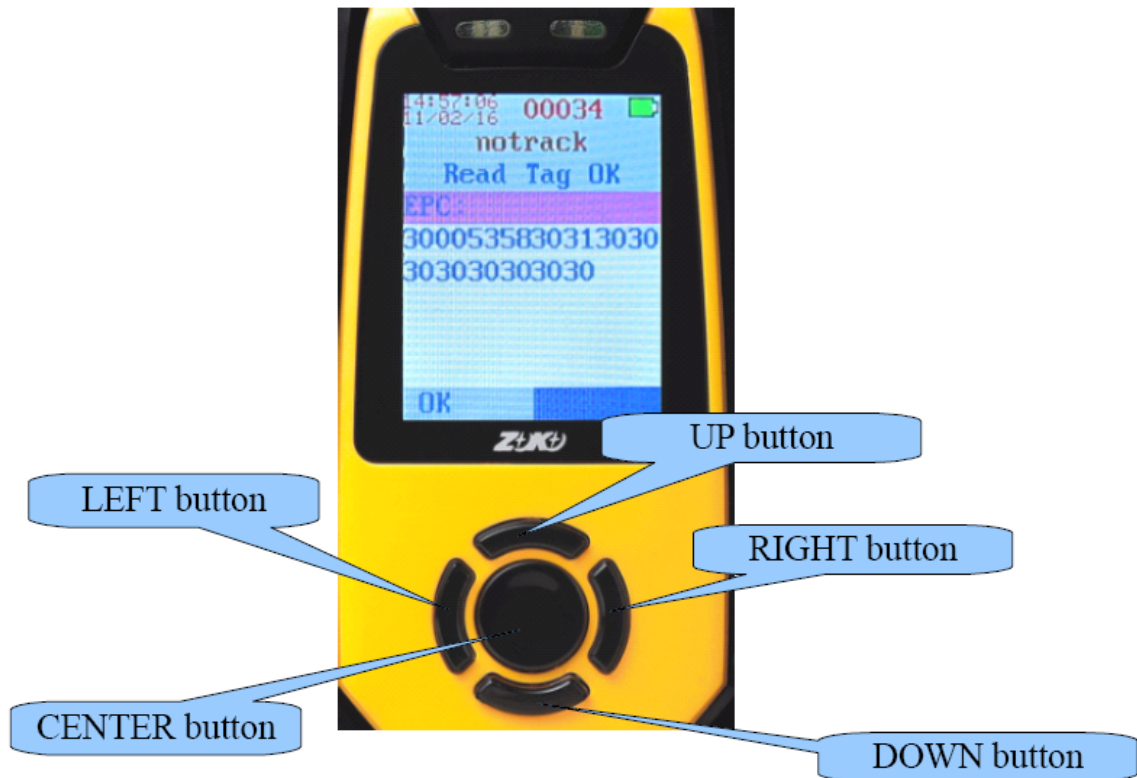 14:57:06
11/02/16
00034
notrack
Read Tag OK
EPC:
3000535830313030
303030303030
OK
UP button
LEFT button
RIGHT button
CENTER button
DOWN button